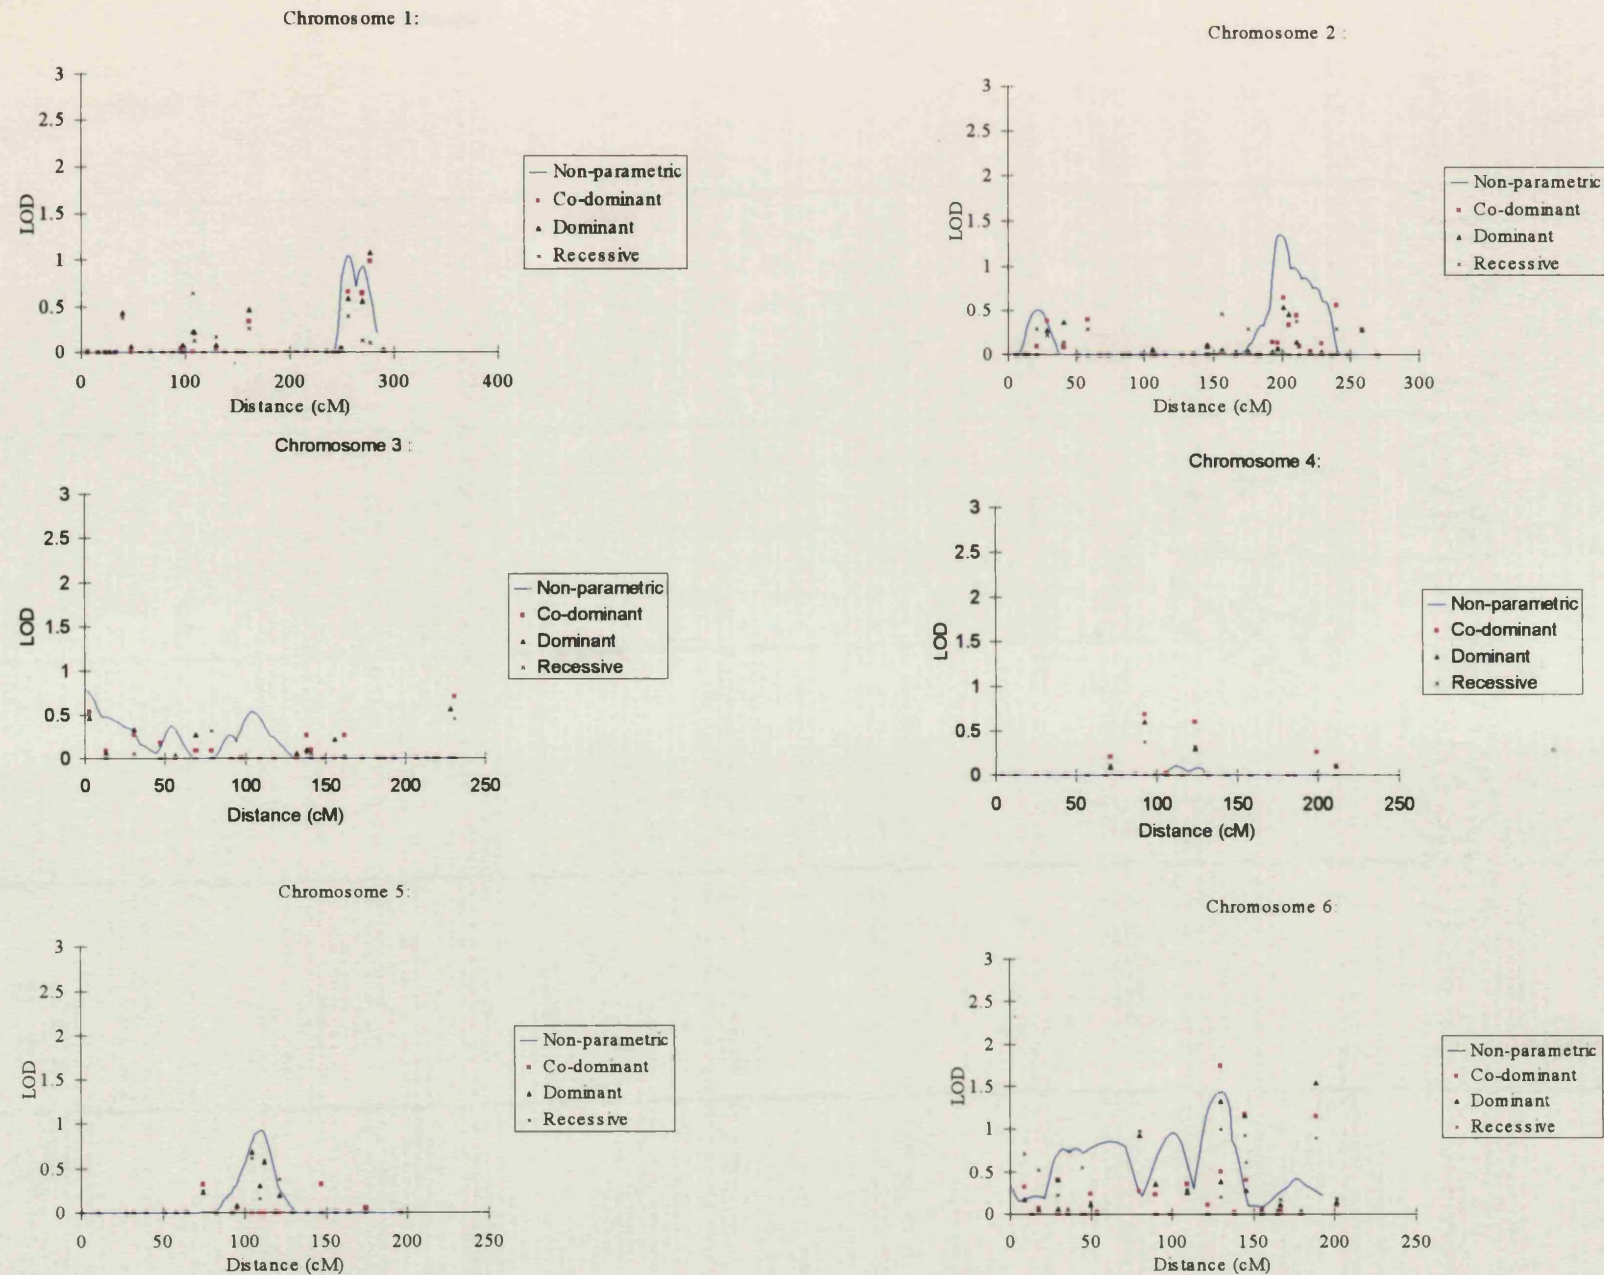 Chromosome 1:
3
2.5
2
1.5
1
0.5
0
LOD
0 100 200 300 400
Distance (cM)
Non-parametric
Co-dominant
Dominant
Recessive
Chromosome 2 :
3
2.5
2
1.5
1
0.5
0
LOD
0 50 100 150 200 250 300
Distance (cM)
Non-parametric
Co-dominant
Dominant
Recessive
Chromosome 3 :
3
2.5
2
1.5
1
0.5
0
LOD
0 50 100 150 200 250
Distance (cM)
Non-parametric
Co-dominant
Dominant
Recessive
Chromosome 4:
3
2.5
2
1.5
1
0.5
0
LOD
0 50 100 150 200 250
Distance (cM)
Non-parametric
Co-dominant
Dominant
Recessive
Chromosome 5:
3
2.5
2
1.5
1
0.5
0
LOD
0 50 100 150 200 250
Distance (cM)
Non-parametric
Co-dominant
Dominant
Recessive
Chromosome 6:
3
2.5
2
1.5
1
0.5
0
LOD
0 50 100 150 200 250
Distance (cM)
Non-parametric
Co-dominant
Dominant
Recessive